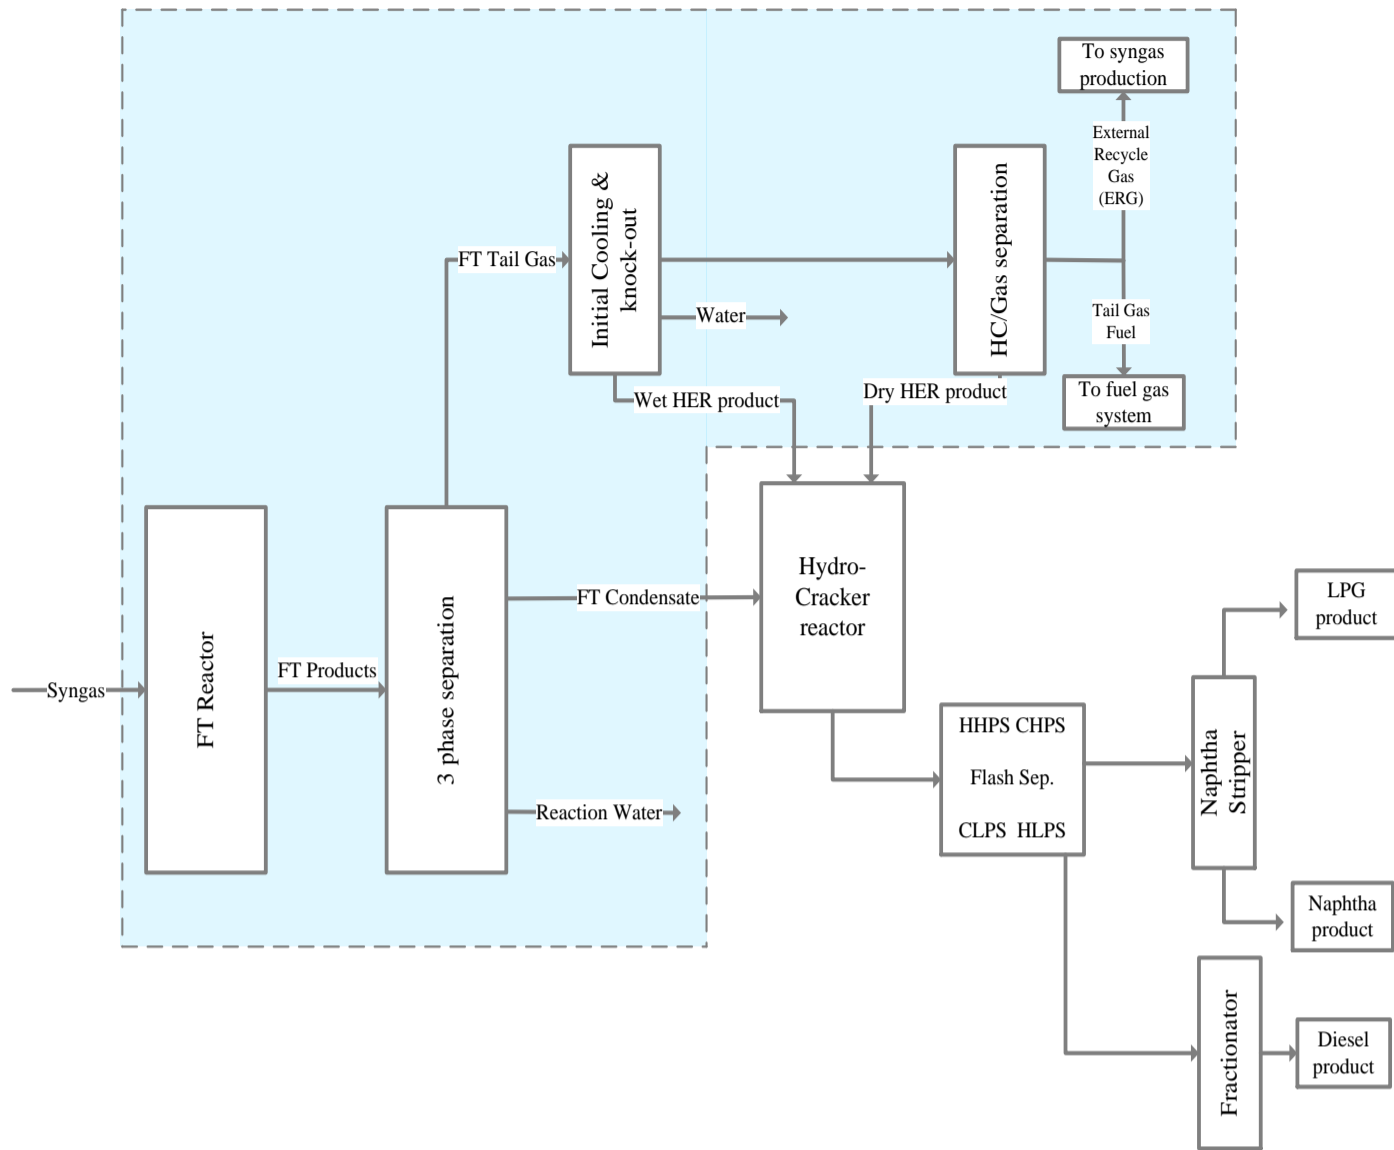 To syngas
production
External
Recycle
Gas
(ERG)
Initial Cooling &
knock-out
HC/Gas separation
FT Tail Gas
Water
Tail Gas
Fuel
Wet HER product
Dry HER product
To fuel gas
system
Hydro-
Cracker
reactor
FT Condensate
LPG
product
Syngas
FT Reactor
FT Products
3 phase separation
HHPS CHPS
Flash Sep.
CLPS HLPS
Naphtha
Stripper
Reaction Water
Naphtha
product
Fractionator
Diesel
product